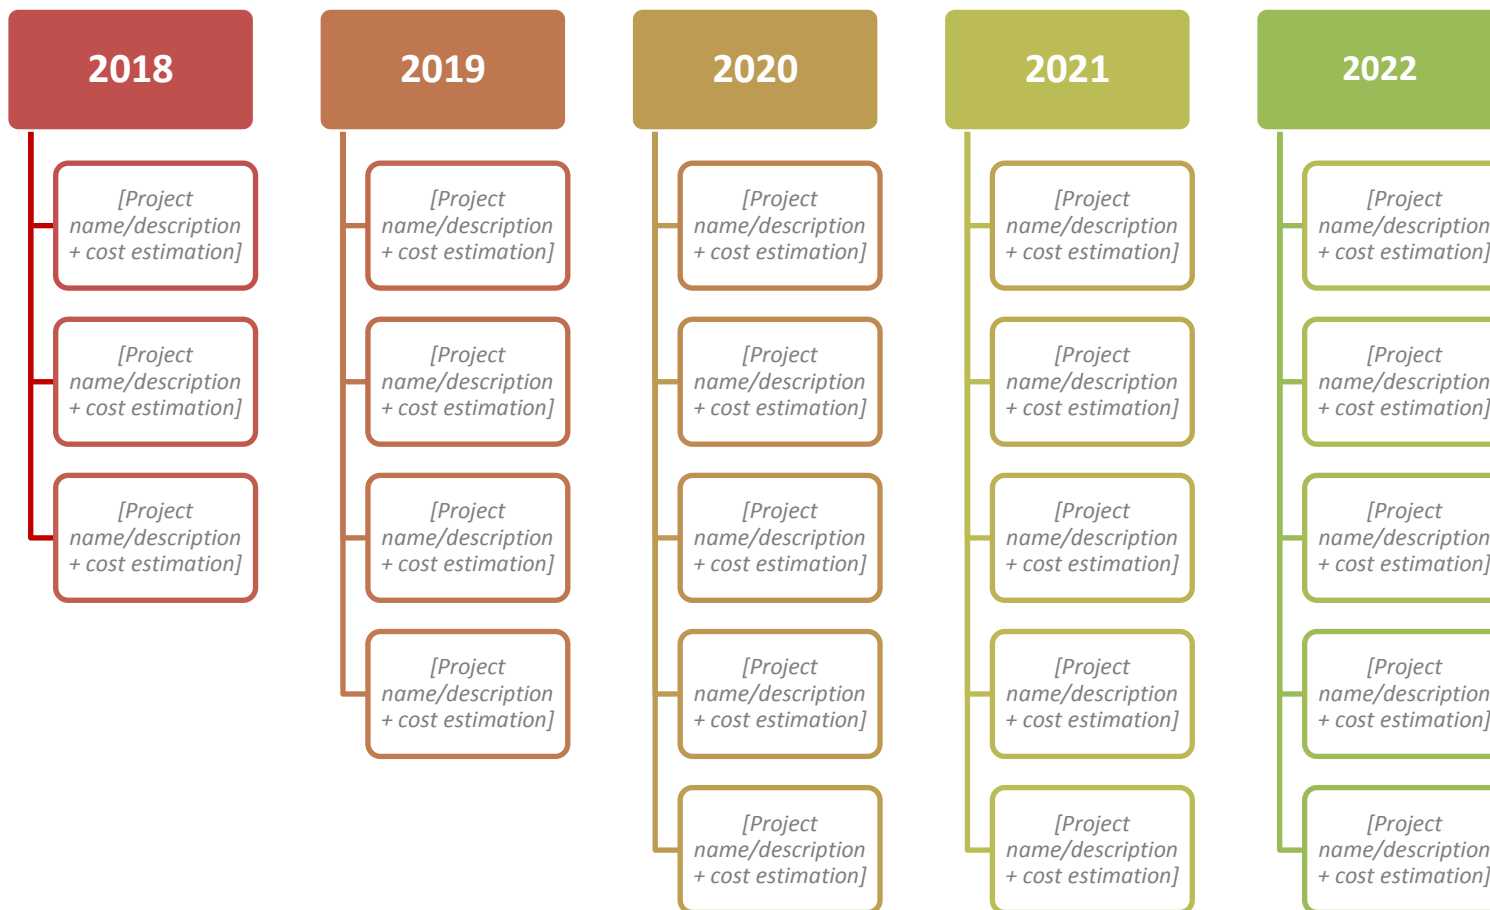 2018
[Project
name/description
+ cost estimation]
[Project
name/description
+ cost estimation]
[Project
name/description
+ cost estimation]
2019
[Project
name/description
+ cost estimation]
[Project
name/description
+ cost estimation]
[Project
name/description
+ cost estimation]
[Project
name/description
+ cost estimation]
2020
[Project
name/description
+ cost estimation]
[Project
name/description
+ cost estimation]
[Project
name/description
+ cost estimation]
[Project
name/description
+ cost estimation]
[Project
name/description
+ cost estimation]
2021
[Project
name/description
+ cost estimation]
[Project
name/description
+ cost estimation]
[Project
name/description
+ cost estimation]
[Project
name/description
+ cost estimation]
[Project
name/description
+ cost estimation]
2022
[Project
name/description
+ cost estimation]
[Project
name/description
+ cost estimation]
[Project
name/description
+ cost estimation]
[Project
name/description
+ cost estimation]
[Project
name/description
+ cost estimation]